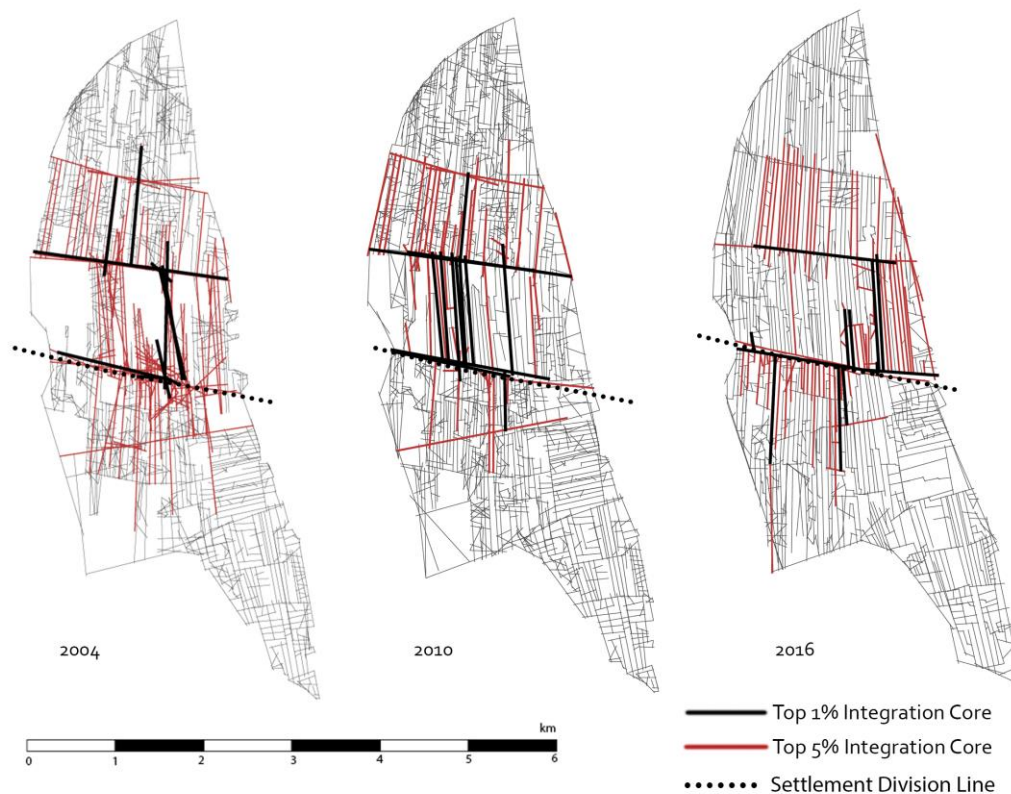 2004
2010
2016
km
0 1 2 3 4 5 6
Top 1% Integration Core
Top 5% Integration Core
Settlement Division Line